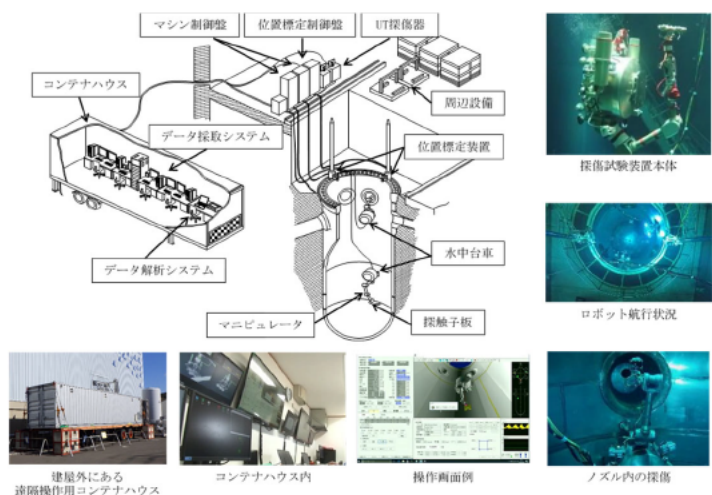 マシン制御盤
位置標定制御盤
UT探傷器
コンテナハウス
データ採取システム
周辺設備
位置標定装置
データ解析システム
水中台車
マニピュレータ
探触子板
探傷試験装置本体
ロボット航行状況
建屋外にある
遠隔操作用コンテナハウス
コンテナハウス内
操作画面例
ノズル内の探傷